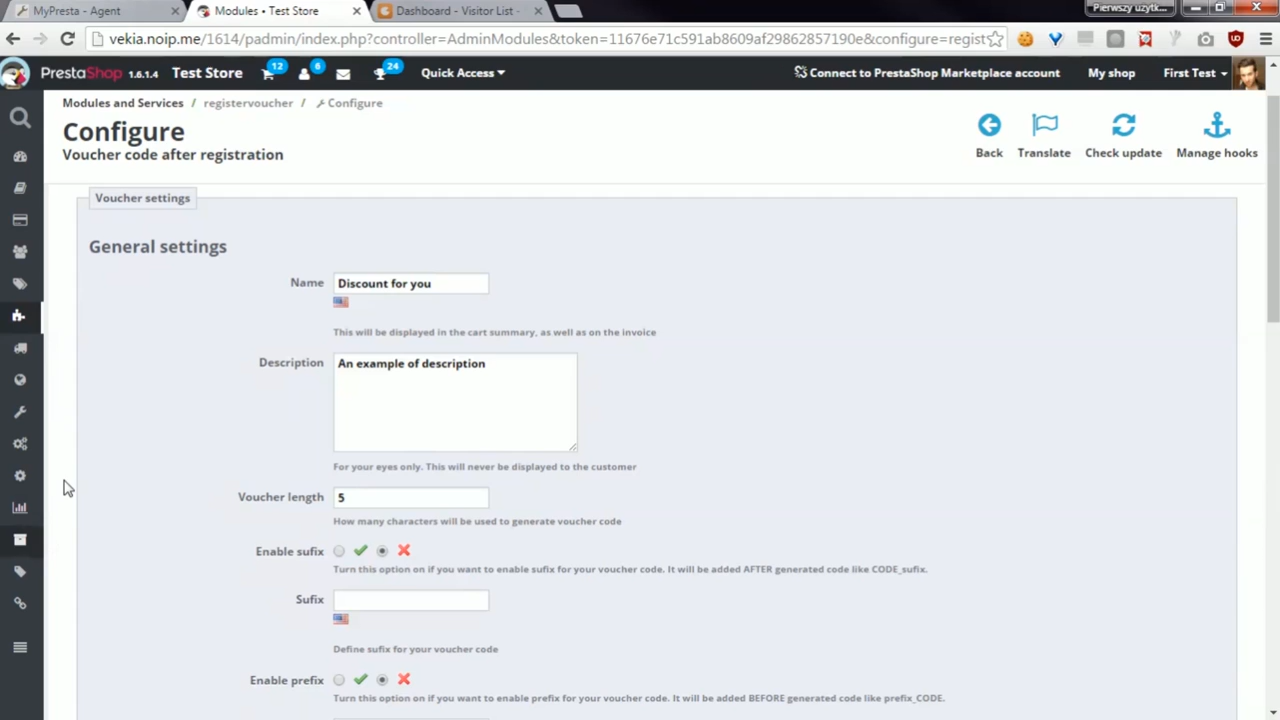 MyPresta - Agent
Modules • Test Store
Dashboard - Visitor List -
Pierwszy użytk...
vekia.noip.me/1614/padmin/index.php?controller=AdminModules&token=11676e71c591ab8609af29862857190e&configure=regist
PrestaShop 1.6.1.4 Test Store 12 6 24 Quick Access Connect to PrestaShop Marketplace account My shop First Test
Modules and Services / registervoucher / Configure
Configure
Voucher code after registration
Back Translate Check update Manage hooks
Voucher settings
General settings
Name Discount for you
This will be displayed in the cart summary, as well as on the invoice
Description An example of description
For your eyes only. This will never be displayed to the customer
Voucher length 5
How many characters will be used to generate voucher code
Enable sufix
Turn this option on if you want to enable sufix for your voucher code. It will be added AFTER generated code like CODE_sufix.
Sufix
Define sufix for your voucher code
Enable prefix
Turn this option on if you want to enable prefix for your voucher code. It will be added BEFORE generated code like prefix_CODE.